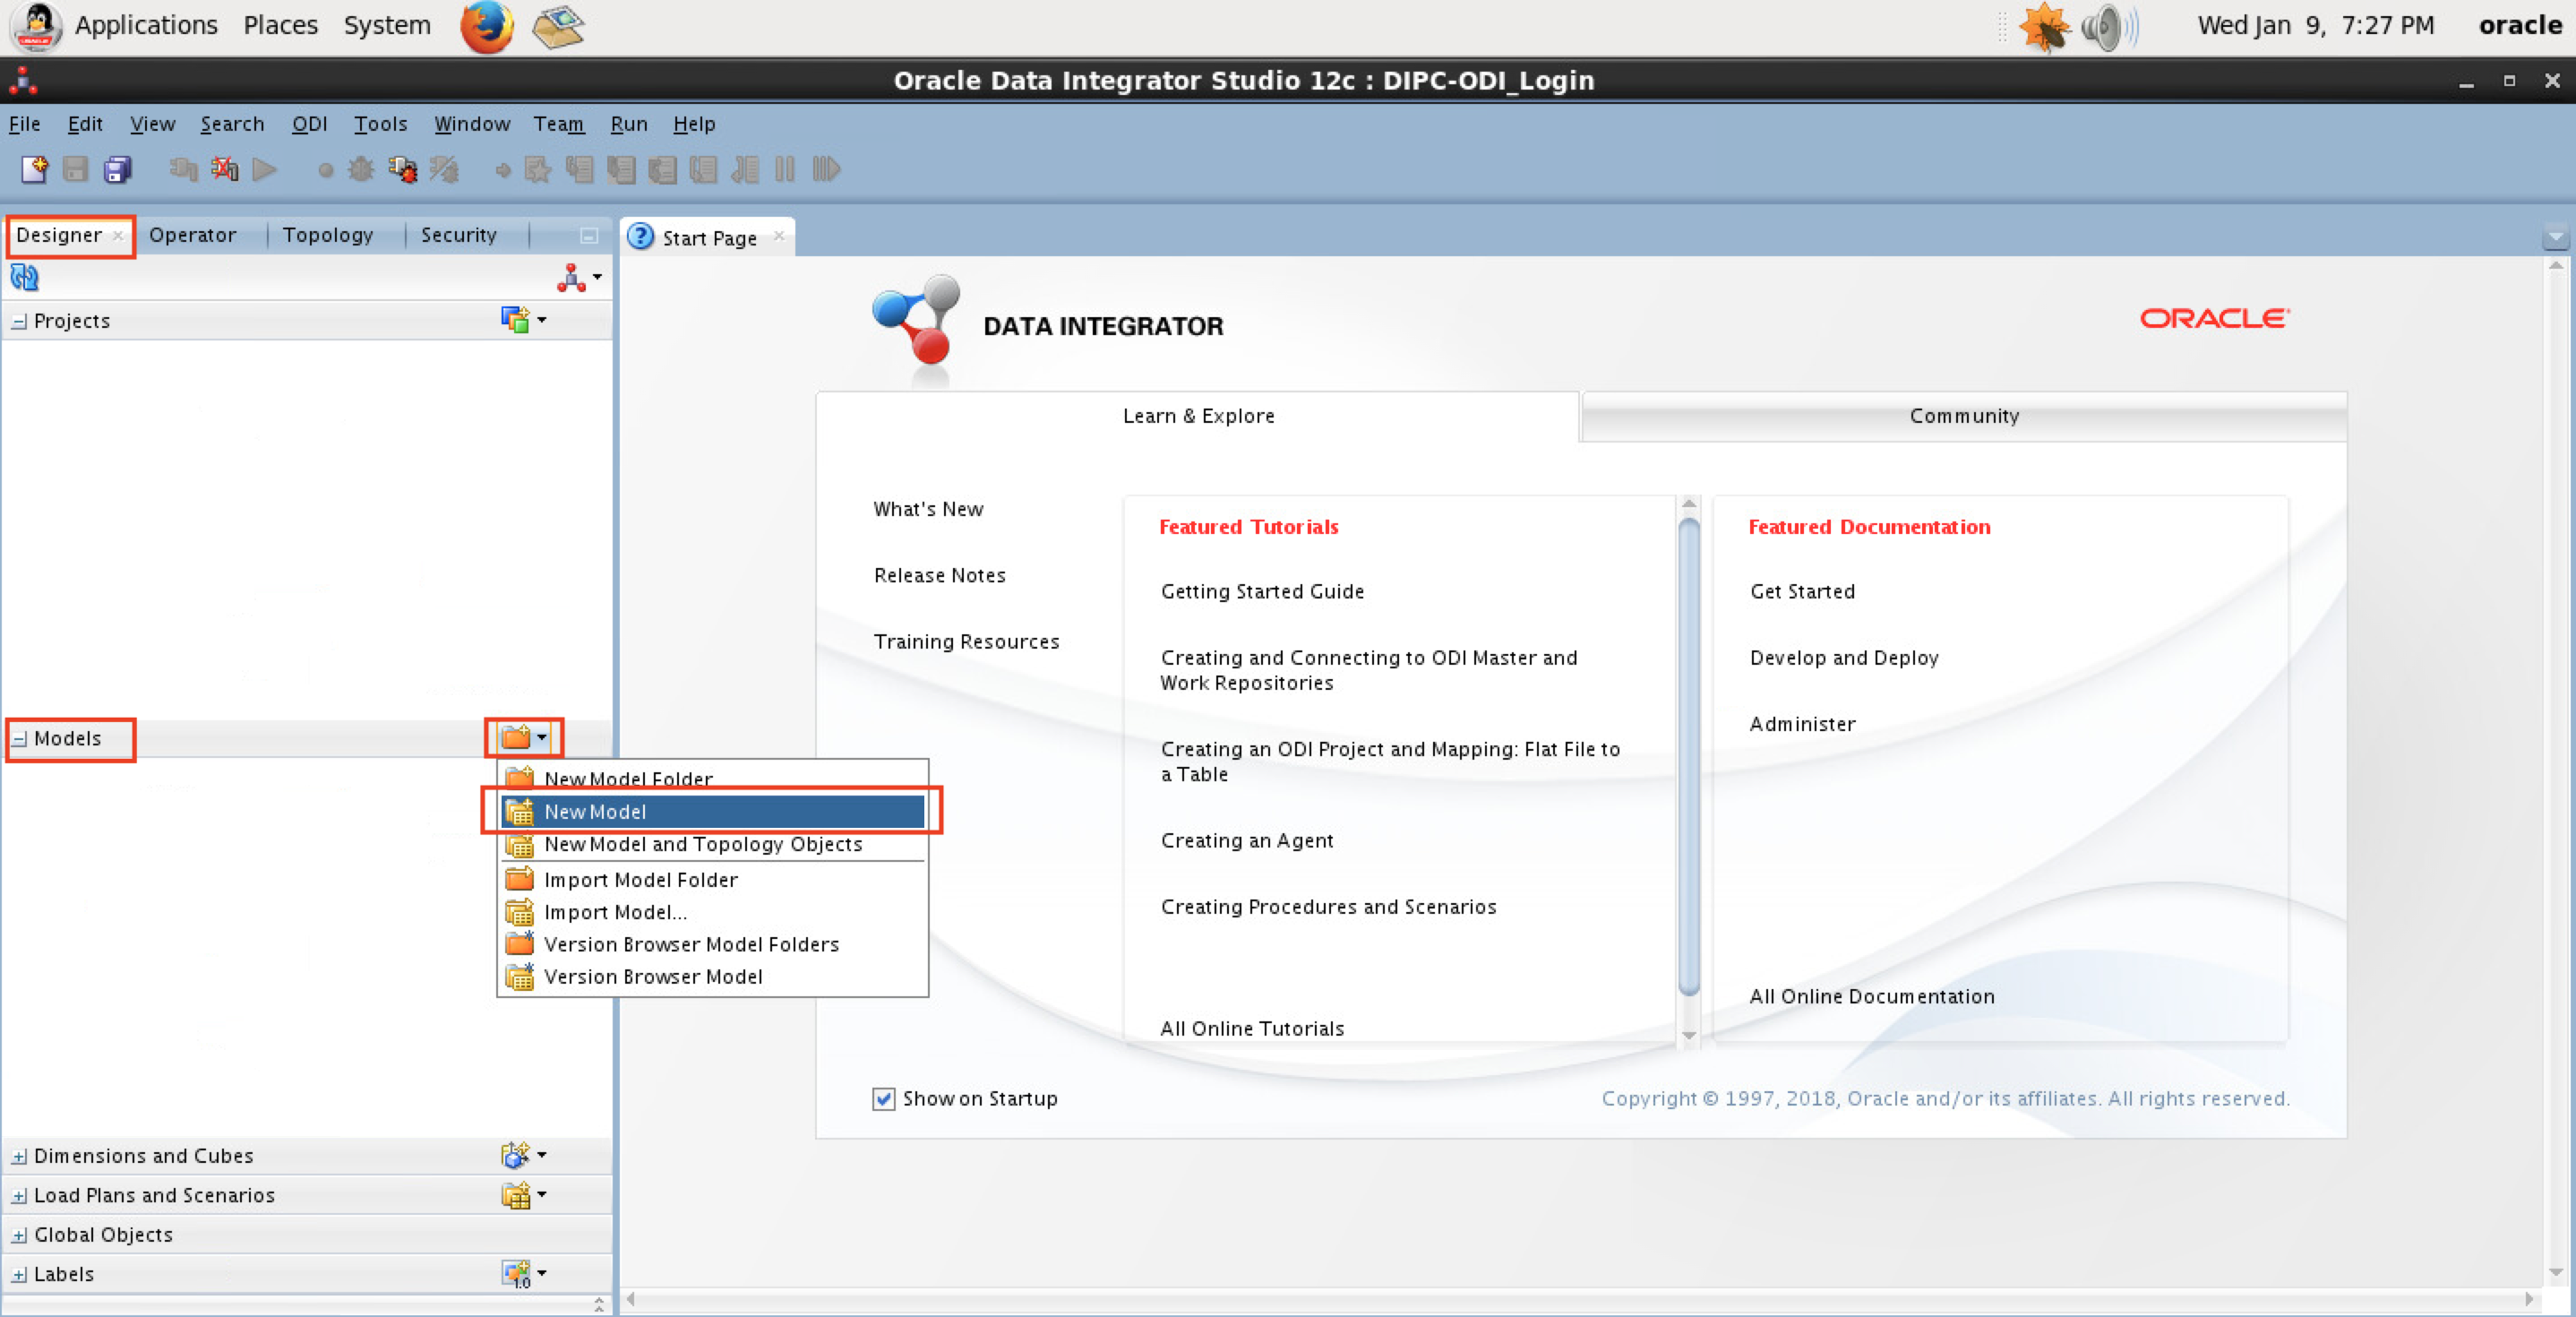 Applications Places System Wed Jan 9, 7:27 PM oracle
Oracle Data Integrator Studio 12c : DIPC-ODI_Login
File Edit View Search ODI Tools Window Team Run Help
Designer Operator Topology Security Start Page
Projects
DATA INTEGRATOR
ORACLE
Learn & Explore Community
What's New
Release Notes
Training Resources
Featured Tutorials
Getting Started Guide
Creating and Connecting to ODI Master and
Work Repositories
Creating an ODI Project and Mapping: Flat File to
a Table
Creating an Agent
Creating Procedures and Scenarios
All Online Tutorials
Featured Documentation
Get Started
Develop and Deploy
Administer
All Online Documentation
Show on Startup
Copyright © 1997, 2018, Oracle and/or its affiliates. All rights reserved.
Models
New Model Folder
New Model
New Model and Topology Objects
Import Model Folder
Import Model...
Version Browser Model Folders
Version Browser Model
Dimensions and Cubes
Load Plans and Scenarios
Global Objects
Labels
1.0